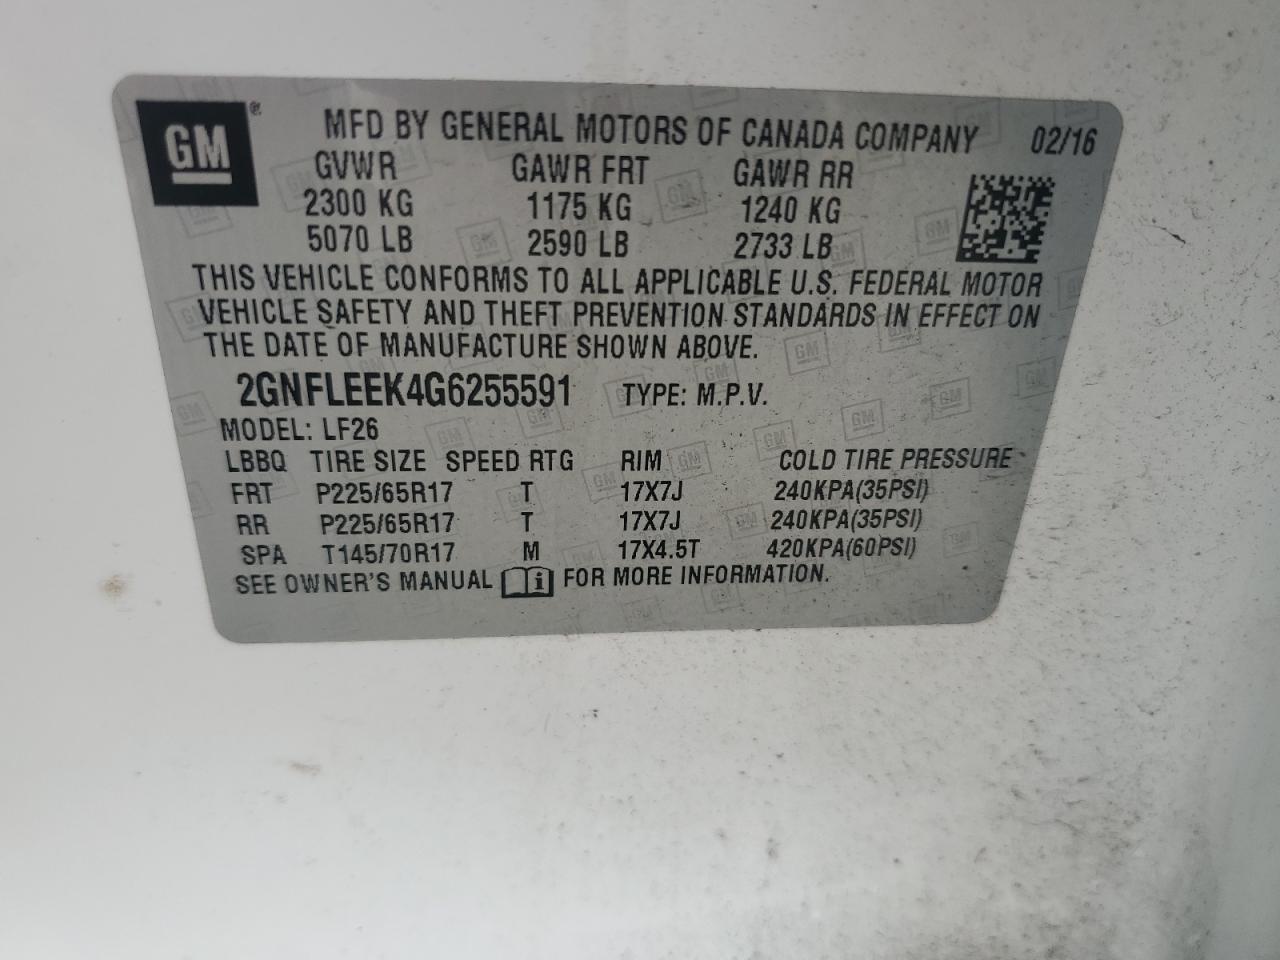 GM ® MFD BY GENERAL MOTORS OF CANADA COMPANY 02/16
GVWR GAWR FRT GAWR RR
2300 KG 1175 KG 1240 KG
5070 LB 2590 LB 2733 LB
THIS VEHICLE CONFORMS TO ALL APPLICABLE U.S. FEDERAL MOTOR
VEHICLE SAFETY AND THEFT PREVENTION STANDARDS IN EFFECT ON
THE DATE OF MANUFACTURE SHOWN ABOVE.
2GNFLEEK4G6255591 TYPE: M.P.V.
MODEL: LF26
LBBQ TIRE SIZE SPEED RTG RIM COLD TIRE PRESSURE
FRT P225/65R17 T 17X7J 240KPA(35PSI)
RR P225/65R17 T 17X7J 240KPA(35PSI)
SPA T145/70R17 M 17X4.5T 420KPA(60PSI)
SEE OWNER'S MANUAL i FOR MORE INFORMATION.